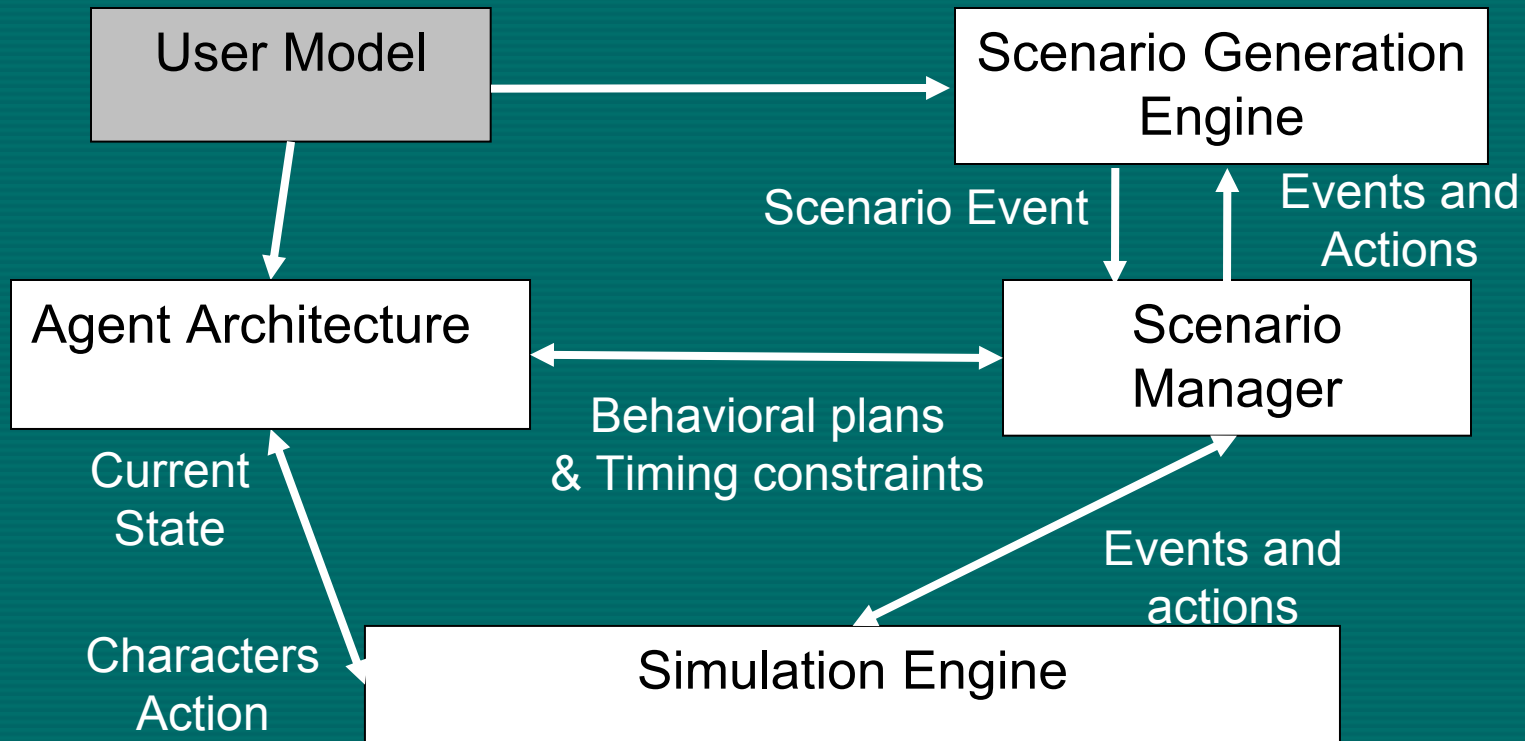 User Model
Scenario Generation
Engine
Scenario Event
Events and
Actions
Agent Architecture
Scenario
Manager
Behavioral plans
& Timing constraints
Current
State
Events and
actions
Characters
Action
Simulation Engine